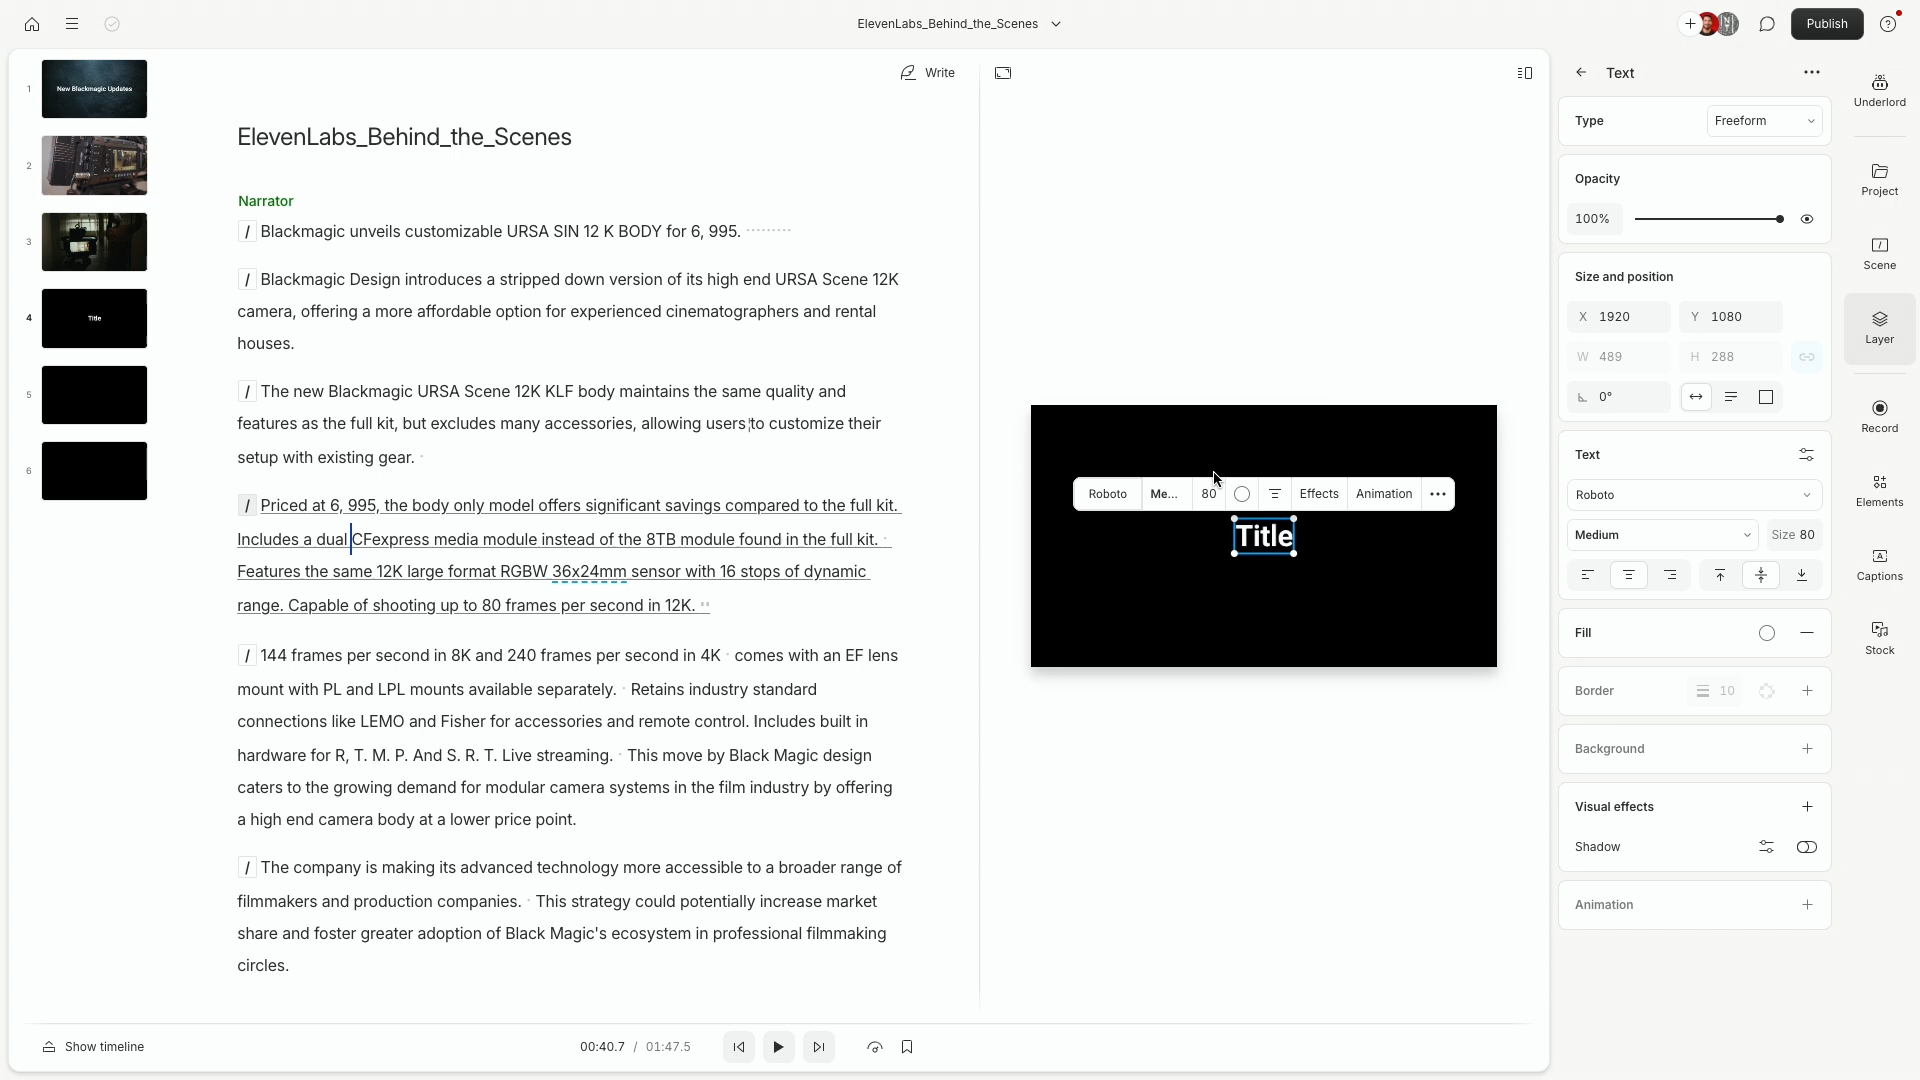 ElevenLabs_Behind_the_Scenes
Publish
1
New Blackmagic Updates
2
3
4
Title
5
6
Write
ElevenLabs_Behind_the_Scenes
Narrator
/ Blackmagic unveils customizable URSA SIN 12 K BODY for 6, 995.
/ Blackmagic Design introduces a stripped down version of its high end URSA Scene 12K
camera, offering a more affordable option for experienced cinematographers and rental
houses.
/ The new Blackmagic URSA Scene 12K KLF body maintains the same quality and
features as the full kit, but excludes many accessories, allowing users to customize their
setup with existing gear.
/ Priced at 6, 995, the body only model offers significant savings compared to the full kit.
Includes a dual CFexpress media module instead of the 8TB module found in the full kit.
Features the same 12K large format RGBW 36x24mm sensor with 16 stops of dynamic
range. Capable of shooting up to 80 frames per second in 12K.
/ 144 frames per second in 8K and 240 frames per second in 4K comes with an EF lens
mount with PL and LPL mounts available separately. Retains industry standard
connections like LEMO and Fisher for accessories and remote control. Includes built in
hardware for R, T. M. P. And S. R. T. Live streaming. This move by Black Magic design
caters to the growing demand for modular camera systems in the film industry by offering
a high end camera body at a lower price point.
/ The company is making its advanced technology more accessible to a broader range of
filmmakers and production companies. This strategy could potentially increase market
share and foster greater adoption of Black Magic's ecosystem in professional filmmaking
circles.
Roboto Me... 80 Effects Animation
Title
Show timeline
00:40.7 / 01:47.5
Text
Type Freeform
Opacity
100%
Size and position
X 1920 Y 1080
W 489 H 288
0°
Text
Roboto
Medium Size 80
Fill
Border 10
Background
Visual effects
Shadow
Animation
Underlord
Project
Scene
Layer
Record
Elements
Captions
Stock